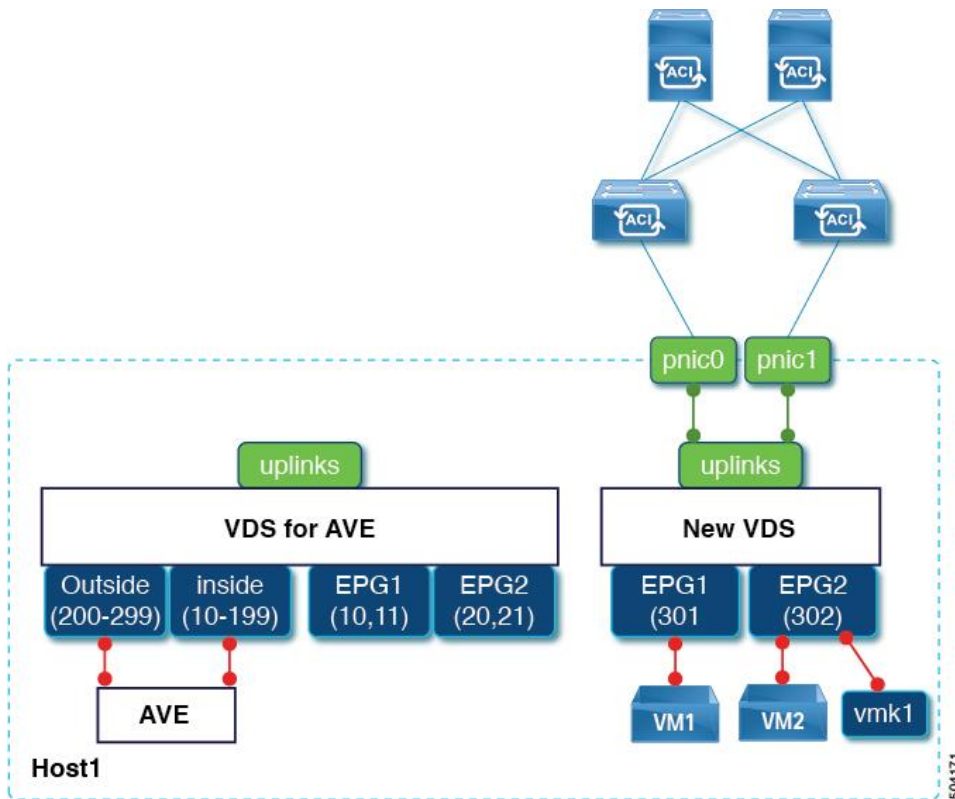 ACI
ACI
ACI
ACI
pnic0
pnic1
uplinks
uplinks
VDS for AVE
New VDS
Outside
(200-299)
inside
(10-199)
EPG1
(10,11)
EPG2
(20,21)
EPG1
(301
EPG2
(302)
AVE
VM1
VM2
vmk1
Host1
504171